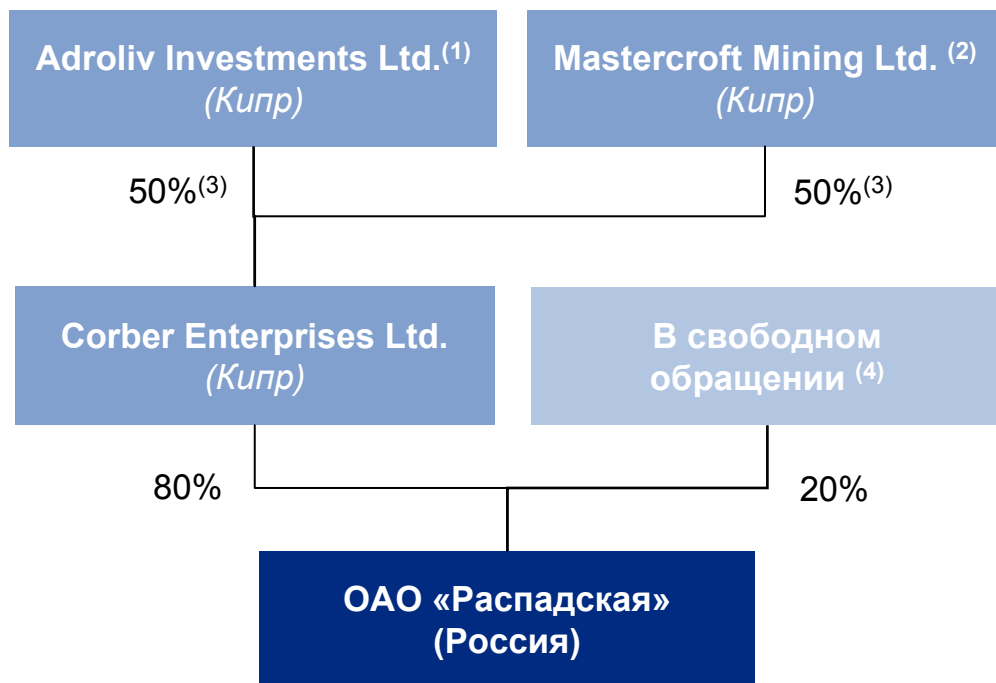 Adroliv Investments Ltd.(1)
(Кипр)
Mastercroft Mining Ltd. (2)
(Кипр)
50%(3)
50%(3)
Corber Enterprises Ltd.
(Кипр)
В свободном
обращении (4)
80%
20%
ОАО «Распадская»
(Россия)